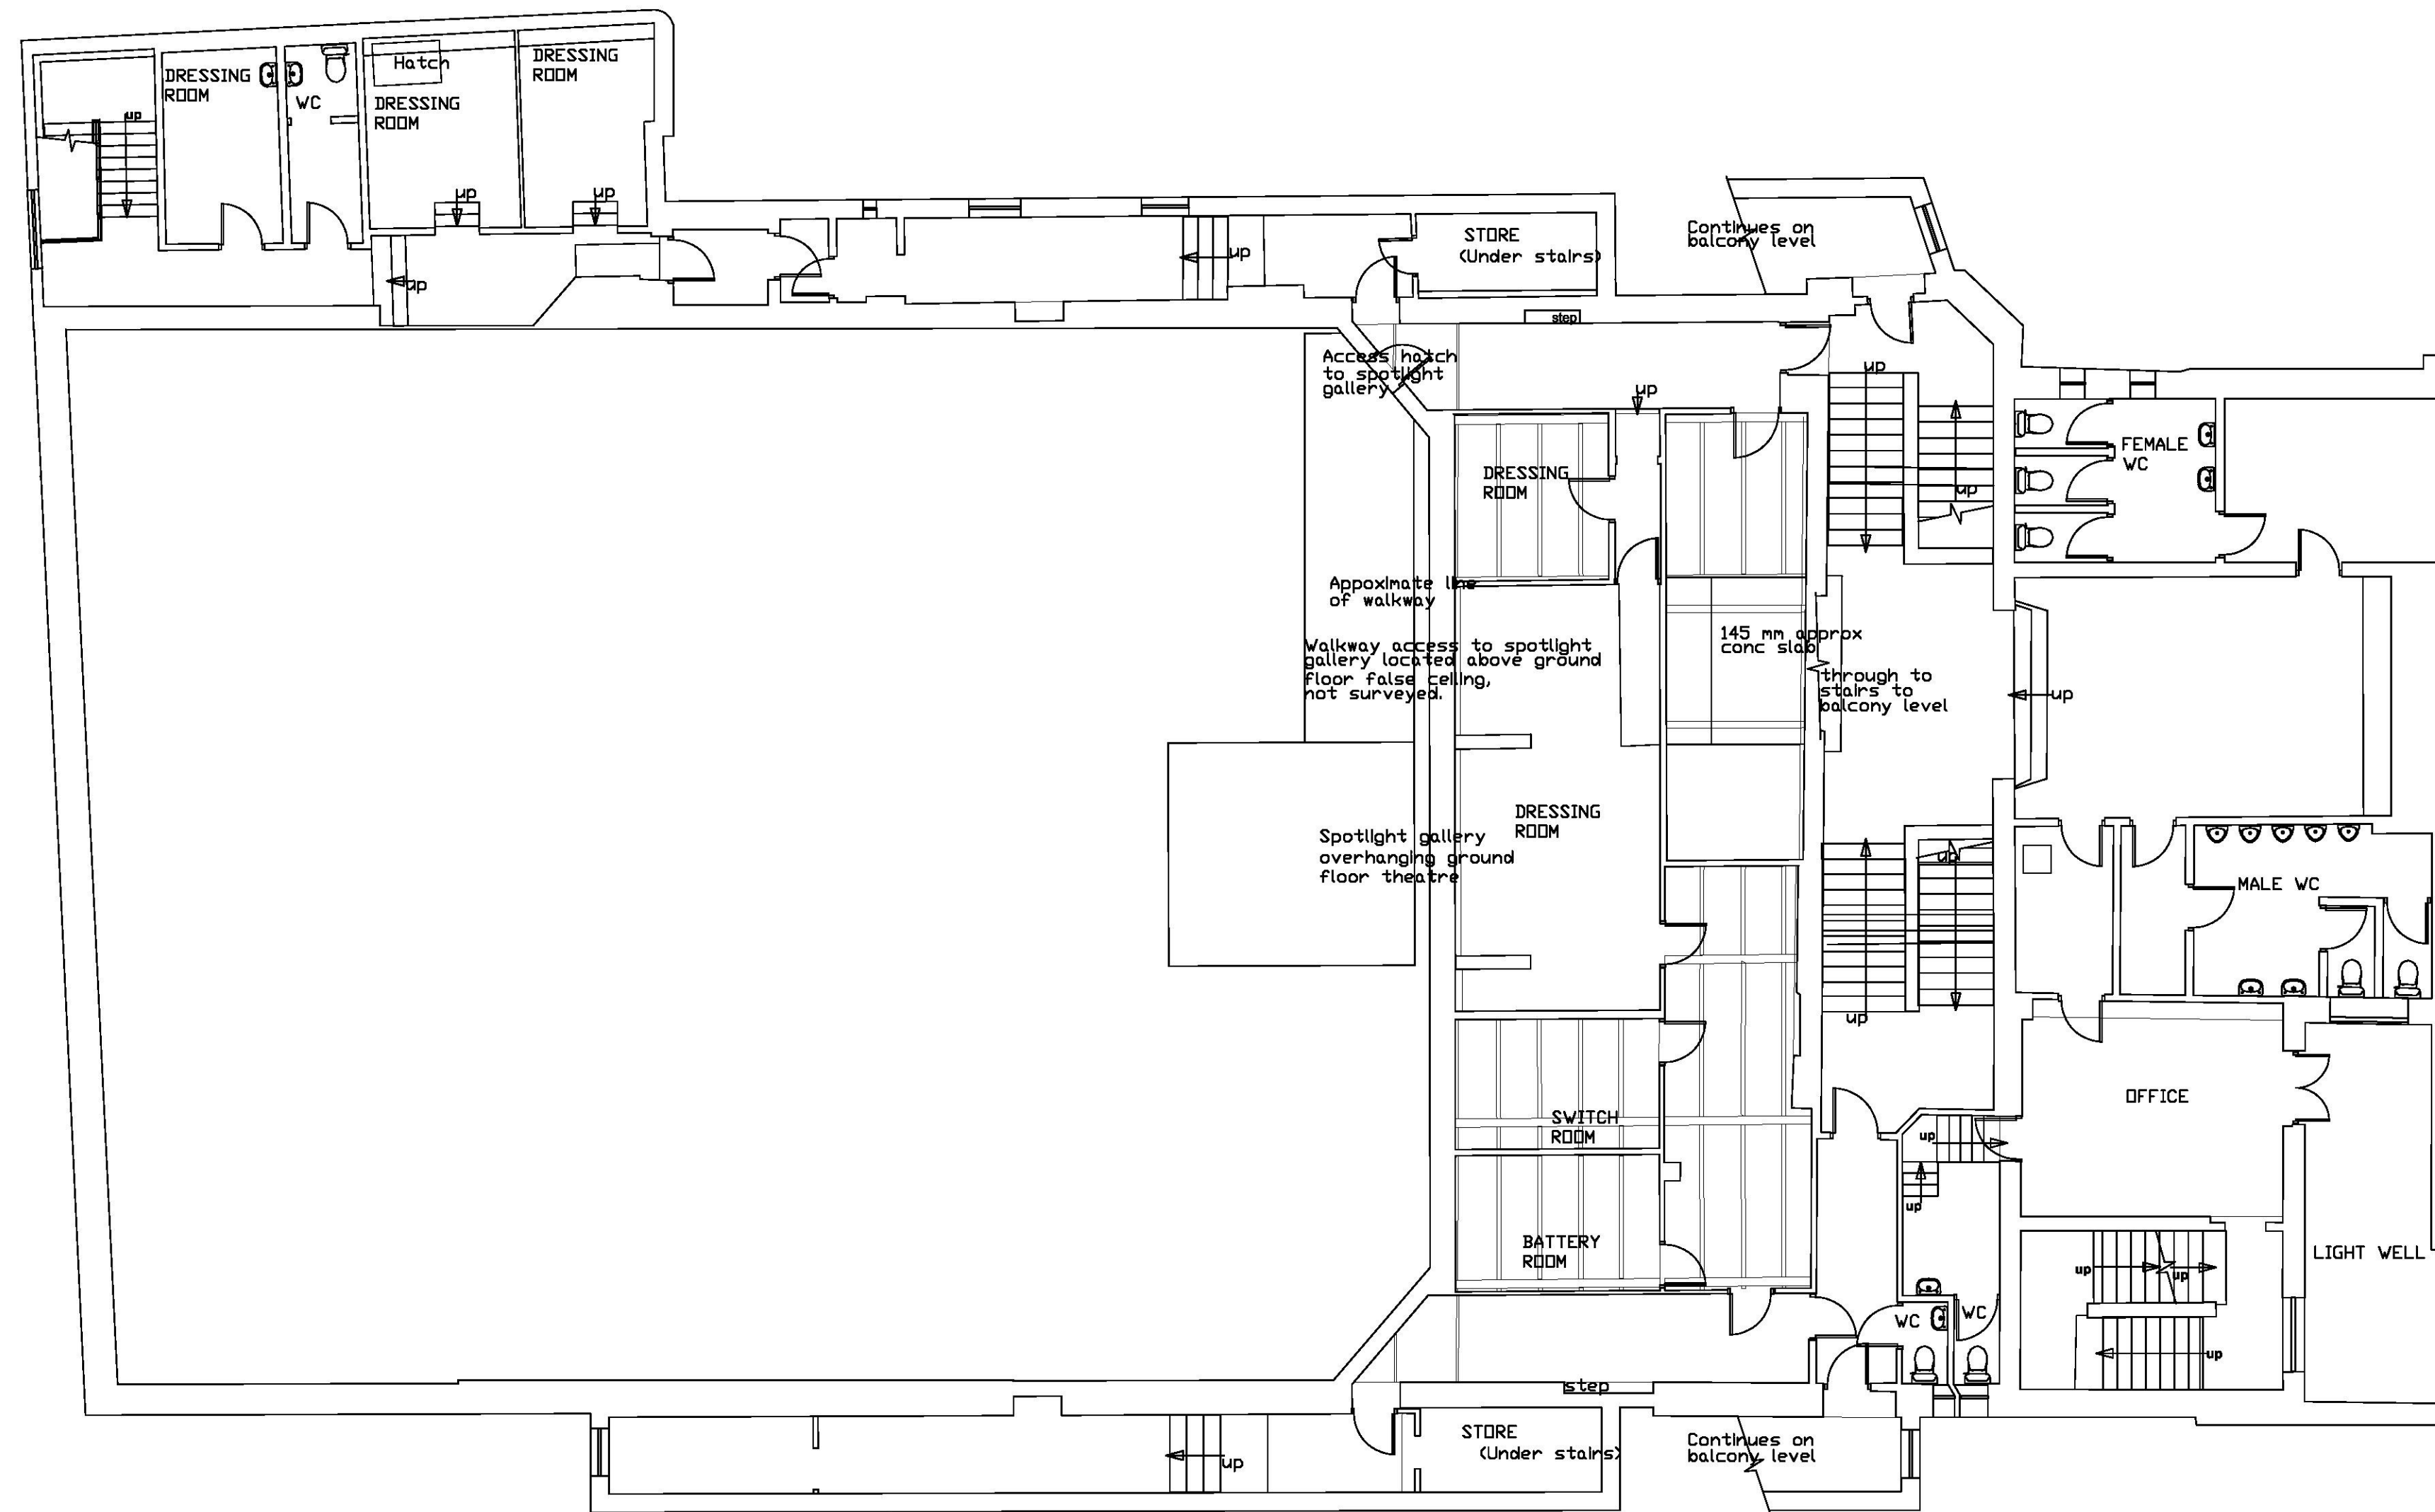 DRESSING
ROOM
WC
Hatch
DRESSING
ROOM
DRESSING
ROOM
up
up
up
up
up
STORE
(Under stairs)
Continues on
balcony level
step
Access hatch
to spotlight
gallery
up
up
up
DRESSING
ROOM
FEMALE
WC
Appoximate line
of walkway
Walkway access to spotlight
gallery located above ground
floor false ceiling,
not surveyed.
145 mm approx
conc slab
through to
stairs to
balcony level
up
DRESSING
ROOM
Spotlight gallery
overhanging ground
floor theatre
up
MALE WC
up
OFFICE
SWITCH
ROOM
up
up
BATTERY
ROOM
LIGHT WELL
up
up
WC
WC
up
step
STORE
(Under stairs)
Continues on
balcony level
up